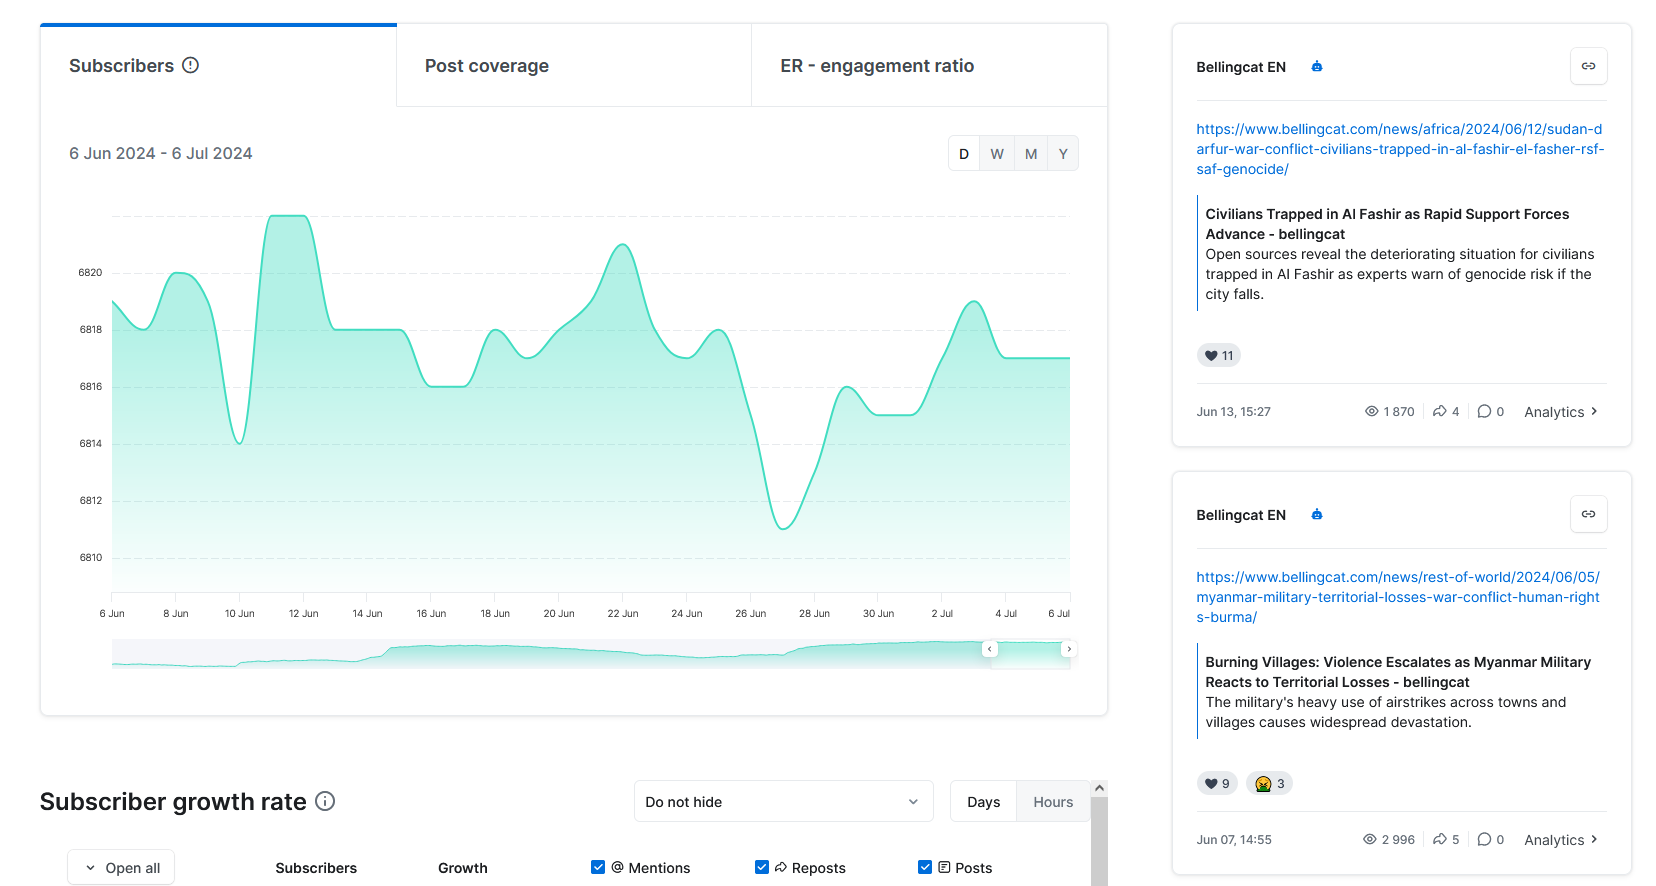 Subscribers
Post coverage
ER - engagement ratio
6 Jun 2024 - 6 Jul 2024
D W M Y
6820
6818
6816
6814
6812
6810
6 Jun 8 Jun 10 Jun 12 Jun 14 Jun 16 Jun 18 Jun 20 Jun 22 Jun 24 Jun 26 Jun 28 Jun 30 Jun 2 Jul 4 Jul 6 Jul
Subscriber growth rate
Do not hide
Days Hours
Open all
Subscribers
Growth
@ Mentions
Reposts
Posts
Bellingcat EN
https://www.bellingcat.com/news/africa/2024/06/12/sudan-d
arfur-war-conflict-civilians-trapped-in-al-fashir-el-fasher-rsf-
saf-genocide/
Civilians Trapped in Al Fashir as Rapid Support Forces
Advance - bellingcat
Open sources reveal the deteriorating situation for civilians
trapped in Al Fashir as experts warn of genocide risk if the
city falls.
11
Jun 13, 15:27 1 870 4 0 Analytics
Bellingcat EN
https://www.bellingcat.com/news/rest-of-world/2024/06/05/
myanmar-military-territorial-losses-war-conflict-human-right
s-burma/
Burning Villages: Violence Escalates as Myanmar Military
Reacts to Territorial Losses - bellingcat
The military's heavy use of airstrikes across towns and
villages causes widespread devastation.
9 3
Jun 07, 14:55 2 996 5 0 Analytics